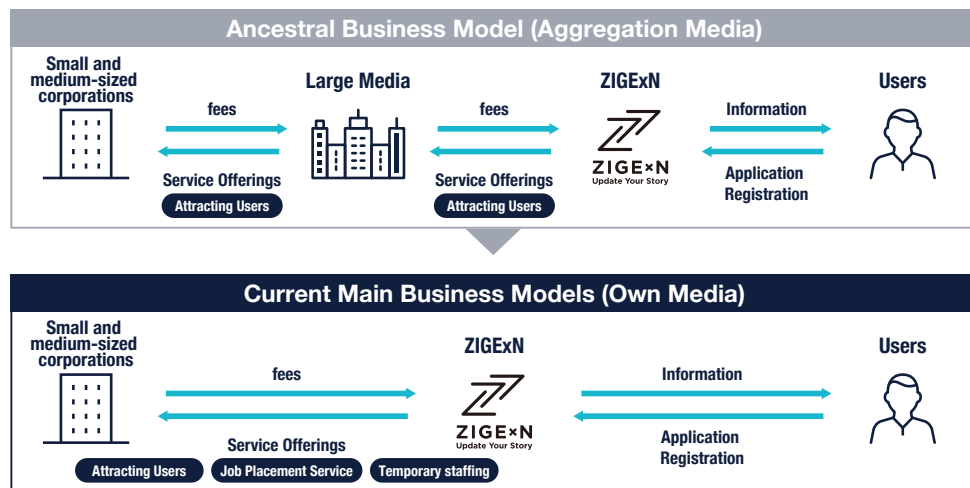 Ancestral Business Model (Aggregation Media)
Small and
medium-sized
corporations
Large Media
ZIGExN
Users
fees
fees
Information
ZIGE×N
Update Your Story
Service Offerings
Attracting Users
Service Offerings
Attracting Users
Application
Registration
Current Main Business Models (Own Media)
Small and
medium-sized
corporations
ZIGExN
Users
fees
Information
ZIGE×N
Update Your Story
Service Offerings
Attracting Users
Job Placement Service
Temporary staffing
Application
Registration